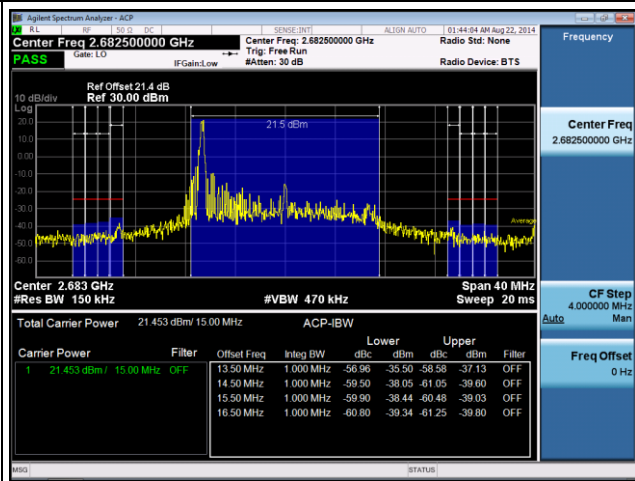 Agilent Spectrum Analyzer - ACP
RL RF 50 Ω DC SENSE:INT ALIGN AUTO 01:44:04 AM Aug 22, 2014
Center Freq 2.682500000 GHz Center Freq: 2.682500000 GHz Radio Std: None
PASS Gate: LO IFGain:Low Trig: Free Run
#Atten: 30 dB Radio Device: BTS
Ref Offset 21.4 dB
10 dB/div Ref 30.00 dBm
Log
20.0
21.5 dBm
10.0
0.00
-10.0
-20.0
-30.0
Average
-40.0
-50.0
-60.0
Center 2.683 GHz Span 40 MHz
#Res BW 150 kHz #VBW 470 kHz Sweep 20 ms
Total Carrier Power 21.453 dBm/ 15.00 MHz ACP-IBW
Lower Upper
Carrier Power Filter Offset Freq Integ BW dBc dBm dBc dBm Filter
1 21.453 dBm / 15.00 MHz OFF 13.50 MHz 1.000 MHz -56.96 -35.50 -58.58 -37.13 OFF
14.50 MHz 1.000 MHz -59.50 -38.05 -61.05 -39.60 OFF
15.50 MHz 1.000 MHz -59.90 -38.44 -60.48 -39.03 OFF
16.50 MHz 1.000 MHz -60.80 -39.34 -61.25 -39.80 OFF
MSG STATUS
Frequency
Center Freq
2.682500000 GHz
CF Step
4.000000 MHz
Auto Man
Freq Offset
0 Hz